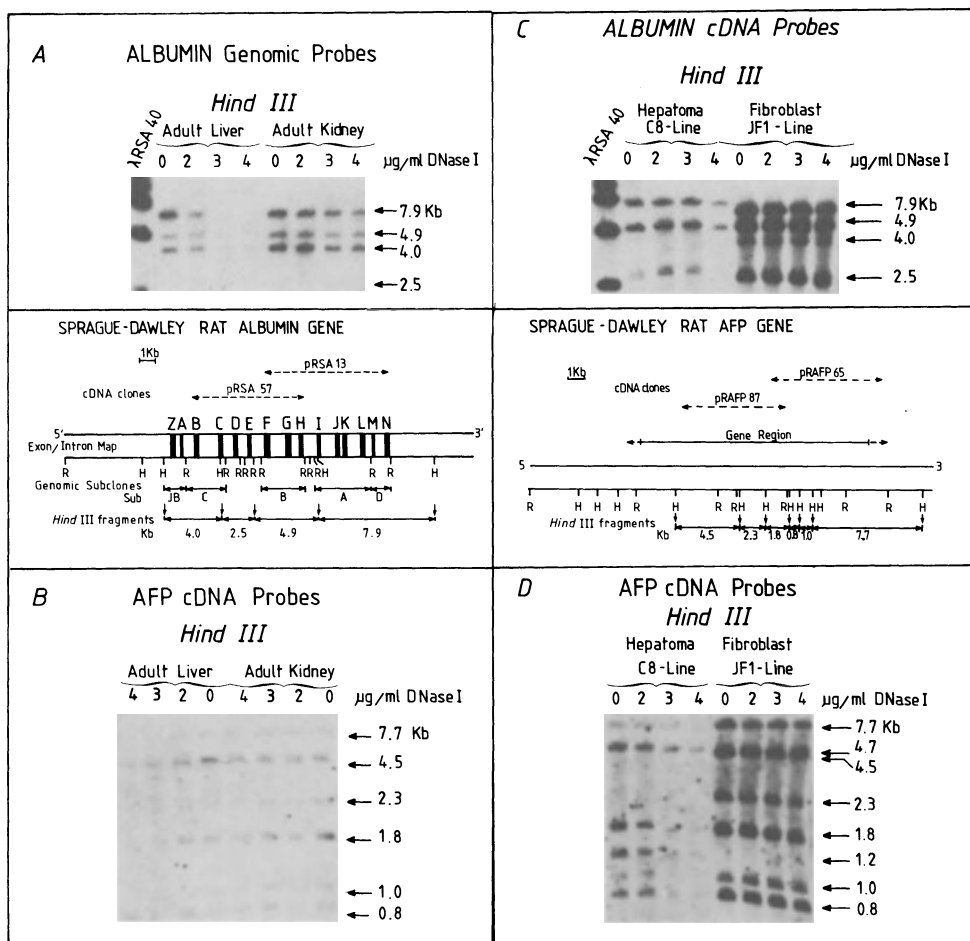 A
ALBUMIN Genomic Probes
Hind III
Adult Liver Adult Kidney
λRSA 40
0 2 3 4 0 2 3 4 µg/ml DNase I
7.9 Kb
4.9
4.0
2.5
C
ALBUMIN cDNA Probes
Hind III
Hepatoma Fibroblast
C8-Line JF1-Line
λRSA 40
0 2 3 4 0 2 3 4 µg/ml DNase I
7.9 Kb
4.9
4.0
2.5
SPRAGUE-DAWLEY RAT ALBUMIN GENE
1Kb
pRSA 13
cDNA clones pRSA 57
Z A B C D E F G H I J K L M N
5' 3'
Exon/Intron Map
R H H R H R R R R R R R R H R R H
Genomic Subclones
Sub JB C B A D
Hind III fragments
Kb 4.0 2.5 4.9 7.9
SPRAGUE-DAWLEY RAT AFP GENE
1Kb
pRAFP 65
cDNA clones
pRAFP 87
Gene Region
5 3
R H H H H R R H H R H H H H R R H
Hind III fragments
Kb 4.5 2.3 1.8 0.8 1.0 7.7
B
AFP cDNA Probes
Hind III
Adult Liver Adult Kidney
4 3 2 0 4 3 2 0 µg/ml DNase I
7.7 Kb
4.5
2.3
1.8
1.0
0.8
D
AFP cDNA Probes
Hind III
Hepatoma Fibroblast
C8-Line JF1-Line
0 2 3 4 0 2 3 4 µg/ml DNase I
7.7 Kb
4.7
4.5
2.3
1.8
1.2
1.0
0.8